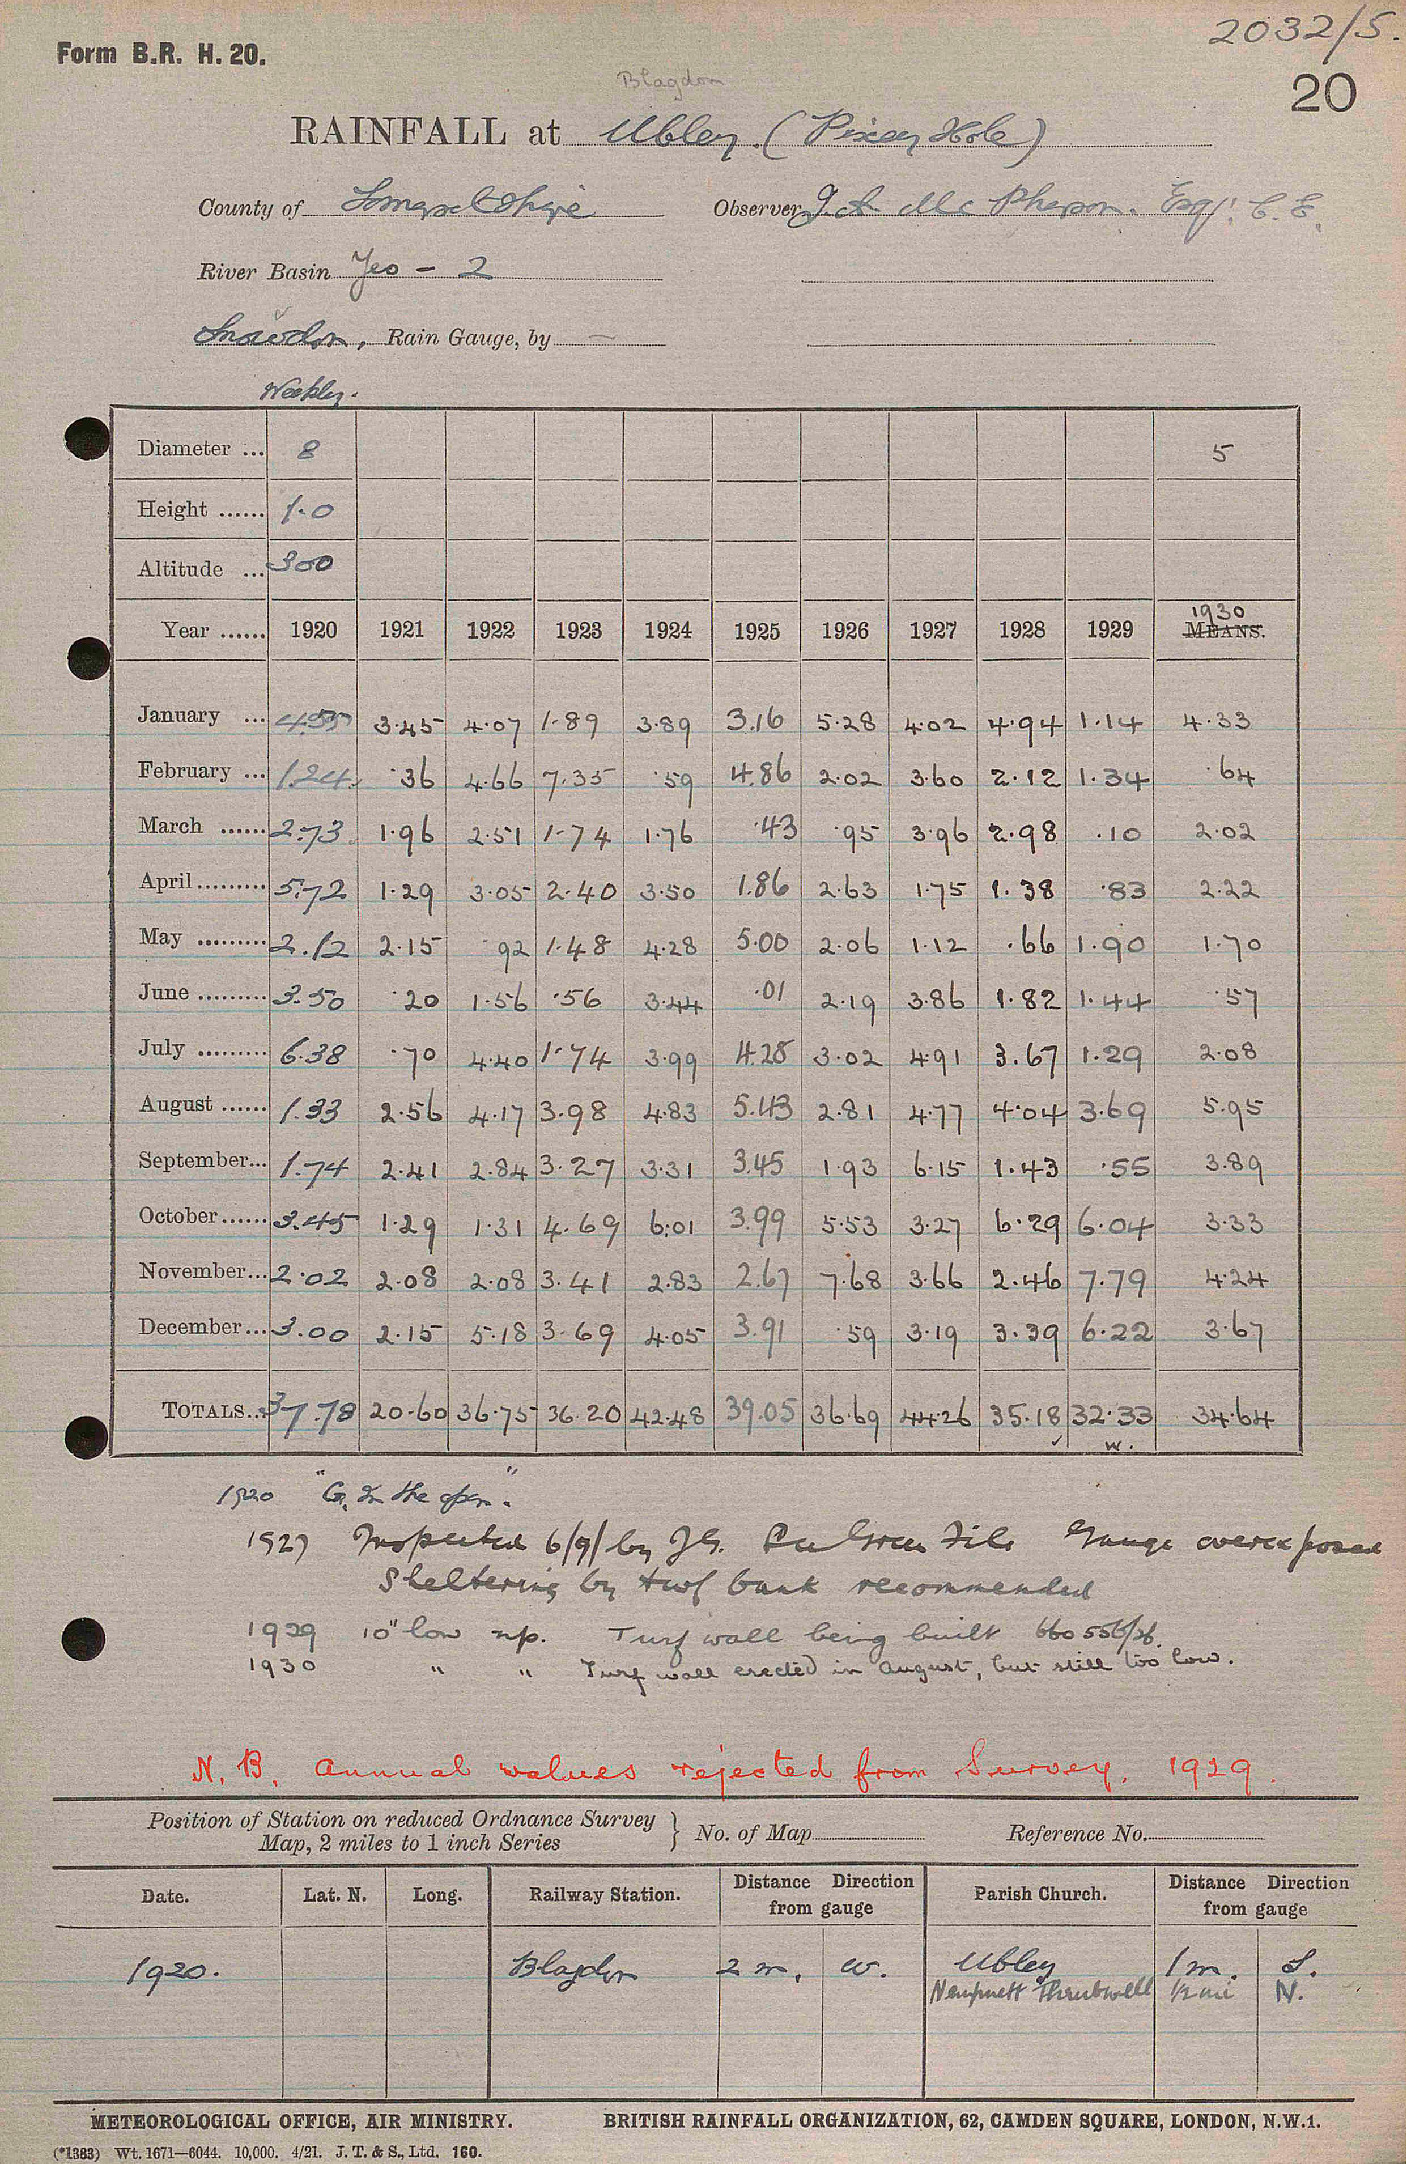 2032/5.
Form B.R. H. 20.
20
Blagdon
RAINFALL at Ubley (Pixey Hole)
County of Somersetshire Observer J. A. McPherson. Esqr. C. E.
River Basin Yeo - 2
Snowdon, Rain Gauge, by —
Weekly.
Diameter ... 8 5
Height ...... 1.0
Altitude ... 300
1930
Year ...... 1920 1921 1922 1923 1924 1925 1926 1927 1928 1929 MEANS.
January ... 4.55 3.45 4.07 1.89 3.89 3.16 5.28 4.02 4.94 1.14 4.33
February ... 1.24 .36 4.66 7.35 .59 4.86 2.02 3.60 2.12 1.34 .64
March ...... 2.73 1.96 2.51 1.74 1.76 .43 .95 3.96 2.98 .10 2.02
April ......... 5.72 1.29 3.05 2.40 3.50 1.86 2.63 1.75 1.38 .83 2.22
May ......... 2.12 2.15 .92 1.48 4.28 5.00 2.06 1.12 .66 1.90 1.70
June ......... 3.50 .20 1.56 .56 3.44 .01 2.19 3.86 1.82 1.44 .57
July ......... 6.38 .70 4.40 1.74 3.99 4.28 3.02 4.91 3.67 1.29 2.08
August ...... 1.33 2.56 4.17 3.98 4.83 5.43 2.81 4.77 4.04 3.69 5.95
September... 1.74 2.41 2.84 3.27 3.31 3.45 1.93 6.15 1.43 .55 3.89
October ...... 3.45 1.29 1.31 4.69 6.01 3.99 5.53 3.27 6.29 6.04 3.33
November... 2.02 2.08 2.08 3.41 2.83 2.67 7.68 3.66 2.46 7.79 4.24
December ... 3.00 2.15 5.18 3.69 4.05 3.91 .59 3.19 3.39 6.22 3.67
TOTALS... 37.78 20.60 36.75 36.20 42.48 39.05 36.69 44.26 35.18 32.33 34.64
✓ w.
1920 "G. In the open."
1927 Inspected 6/9/ by Gauge overexposed
Sheltering by turf bank recommended
1929 10" low Turf wall being built
1930 " " Turf wall erected in August, but still too low.
N. B. Annual values rejected from Survey. 1929.
Position of Station on reduced Ordnance Survey
Map, 2 miles to 1 inch Series } No. of Map Reference No.
Date. Lat. N. Long. Railway Station. Distance Direction from gauge Parish Church. Distance Direction from gauge
1920. Blagdon 2 m. W. Ubley 1 m. S.
Nempnett Thrubwell ½ mi N.
METEOROLOGICAL OFFICE, AIR MINISTRY. BRITISH RAINFALL ORGANIZATION, 62, CAMDEN SQUARE, LONDON, N.W.1.
(*1383) Wt. 1671—6044. 10,000. 4/21. J. T. & S., Ltd. 160.